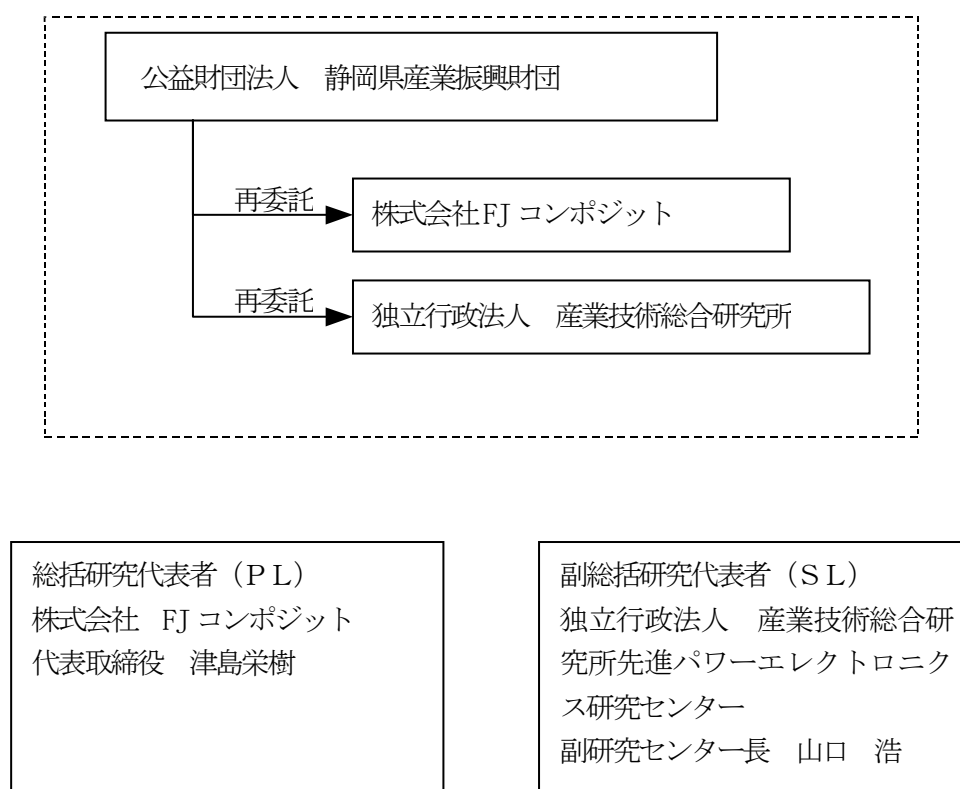 公益財団法人　静岡県産業振興財団
再委託
株式会社 FJ コンポジット
再委託
独立行政法人　産業技術総合研究所
総括研究代表者（ＰＬ）
株式会社　FJ コンポジット
代表取締役　津島栄樹
副総括研究代表者（ＳＬ）
独立行政法人　産業技術総合研
究所先進パワーエレクトロニク
ス研究センター
副研究センター長　山口　浩